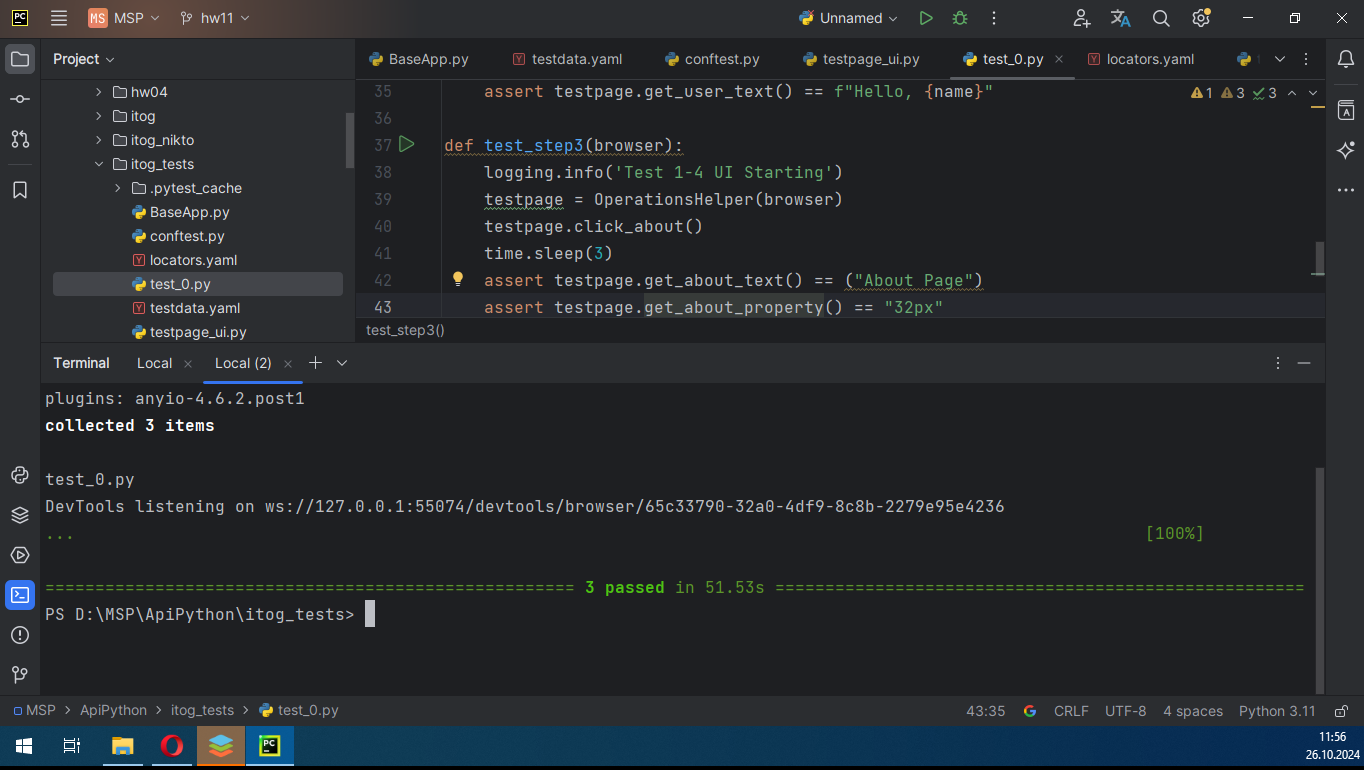 PC MS MSP hw11 Unnamed
Project
BaseApp.py testdata.yaml conftest.py testpage_ui.py test_0.py locators.yaml
hw04
itog
itog_nikto
itog_tests
.pytest_cache
BaseApp.py
conftest.py
locators.yaml
test_0.py
testdata.yaml
testpage_ui.py
35 assert testpage.get_user_text() == f"Hello, {name}" 1 3 3
36
37 def test_step3(browser):
38 logging.info('Test 1-4 UI Starting')
39 testpage = OperationsHelper(browser)
40 testpage.click_about()
41 time.sleep(3)
42 assert testpage.get_about_text() == ("About Page")
43 assert testpage.get_about_property() == "32px"
test_step3()
Terminal Local Local (2)
plugins: anyio-4.6.2.post1
collected 3 items
test_0.py
DevTools listening on ws://127.0.0.1:55074/devtools/browser/65c33790-32a0-4df9-8c8b-2279e95e4236
... [100%]
===================================================== 3 passed in 51.53s =====================================================
PS D:\MSP\ApiPython\itog_tests>
MSP > ApiPython > itog_tests > test_0.py 43:35 CRLF UTF-8 4 spaces Python 3.11
PC 11:56
26.10.2024